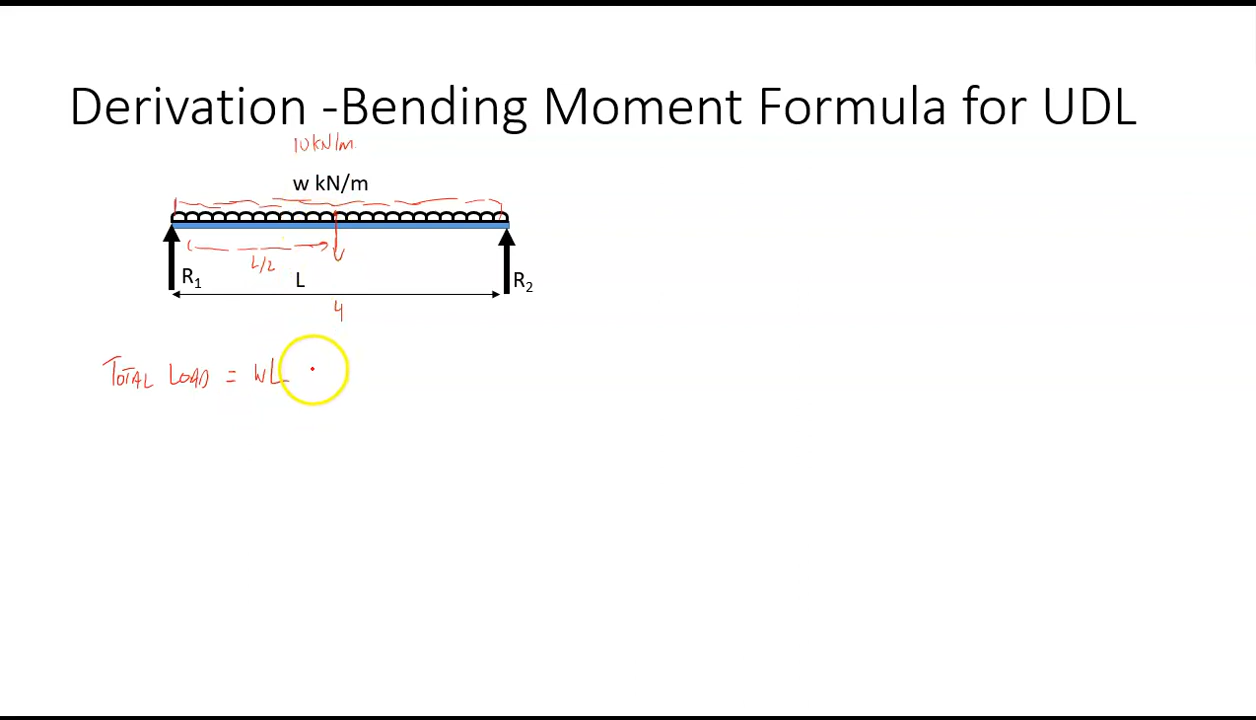 Derivation -Bending Moment Formula for UDL
10kN/m
w kN/m
L/2
R1 L R2
4
TOTAL LOAD = WL